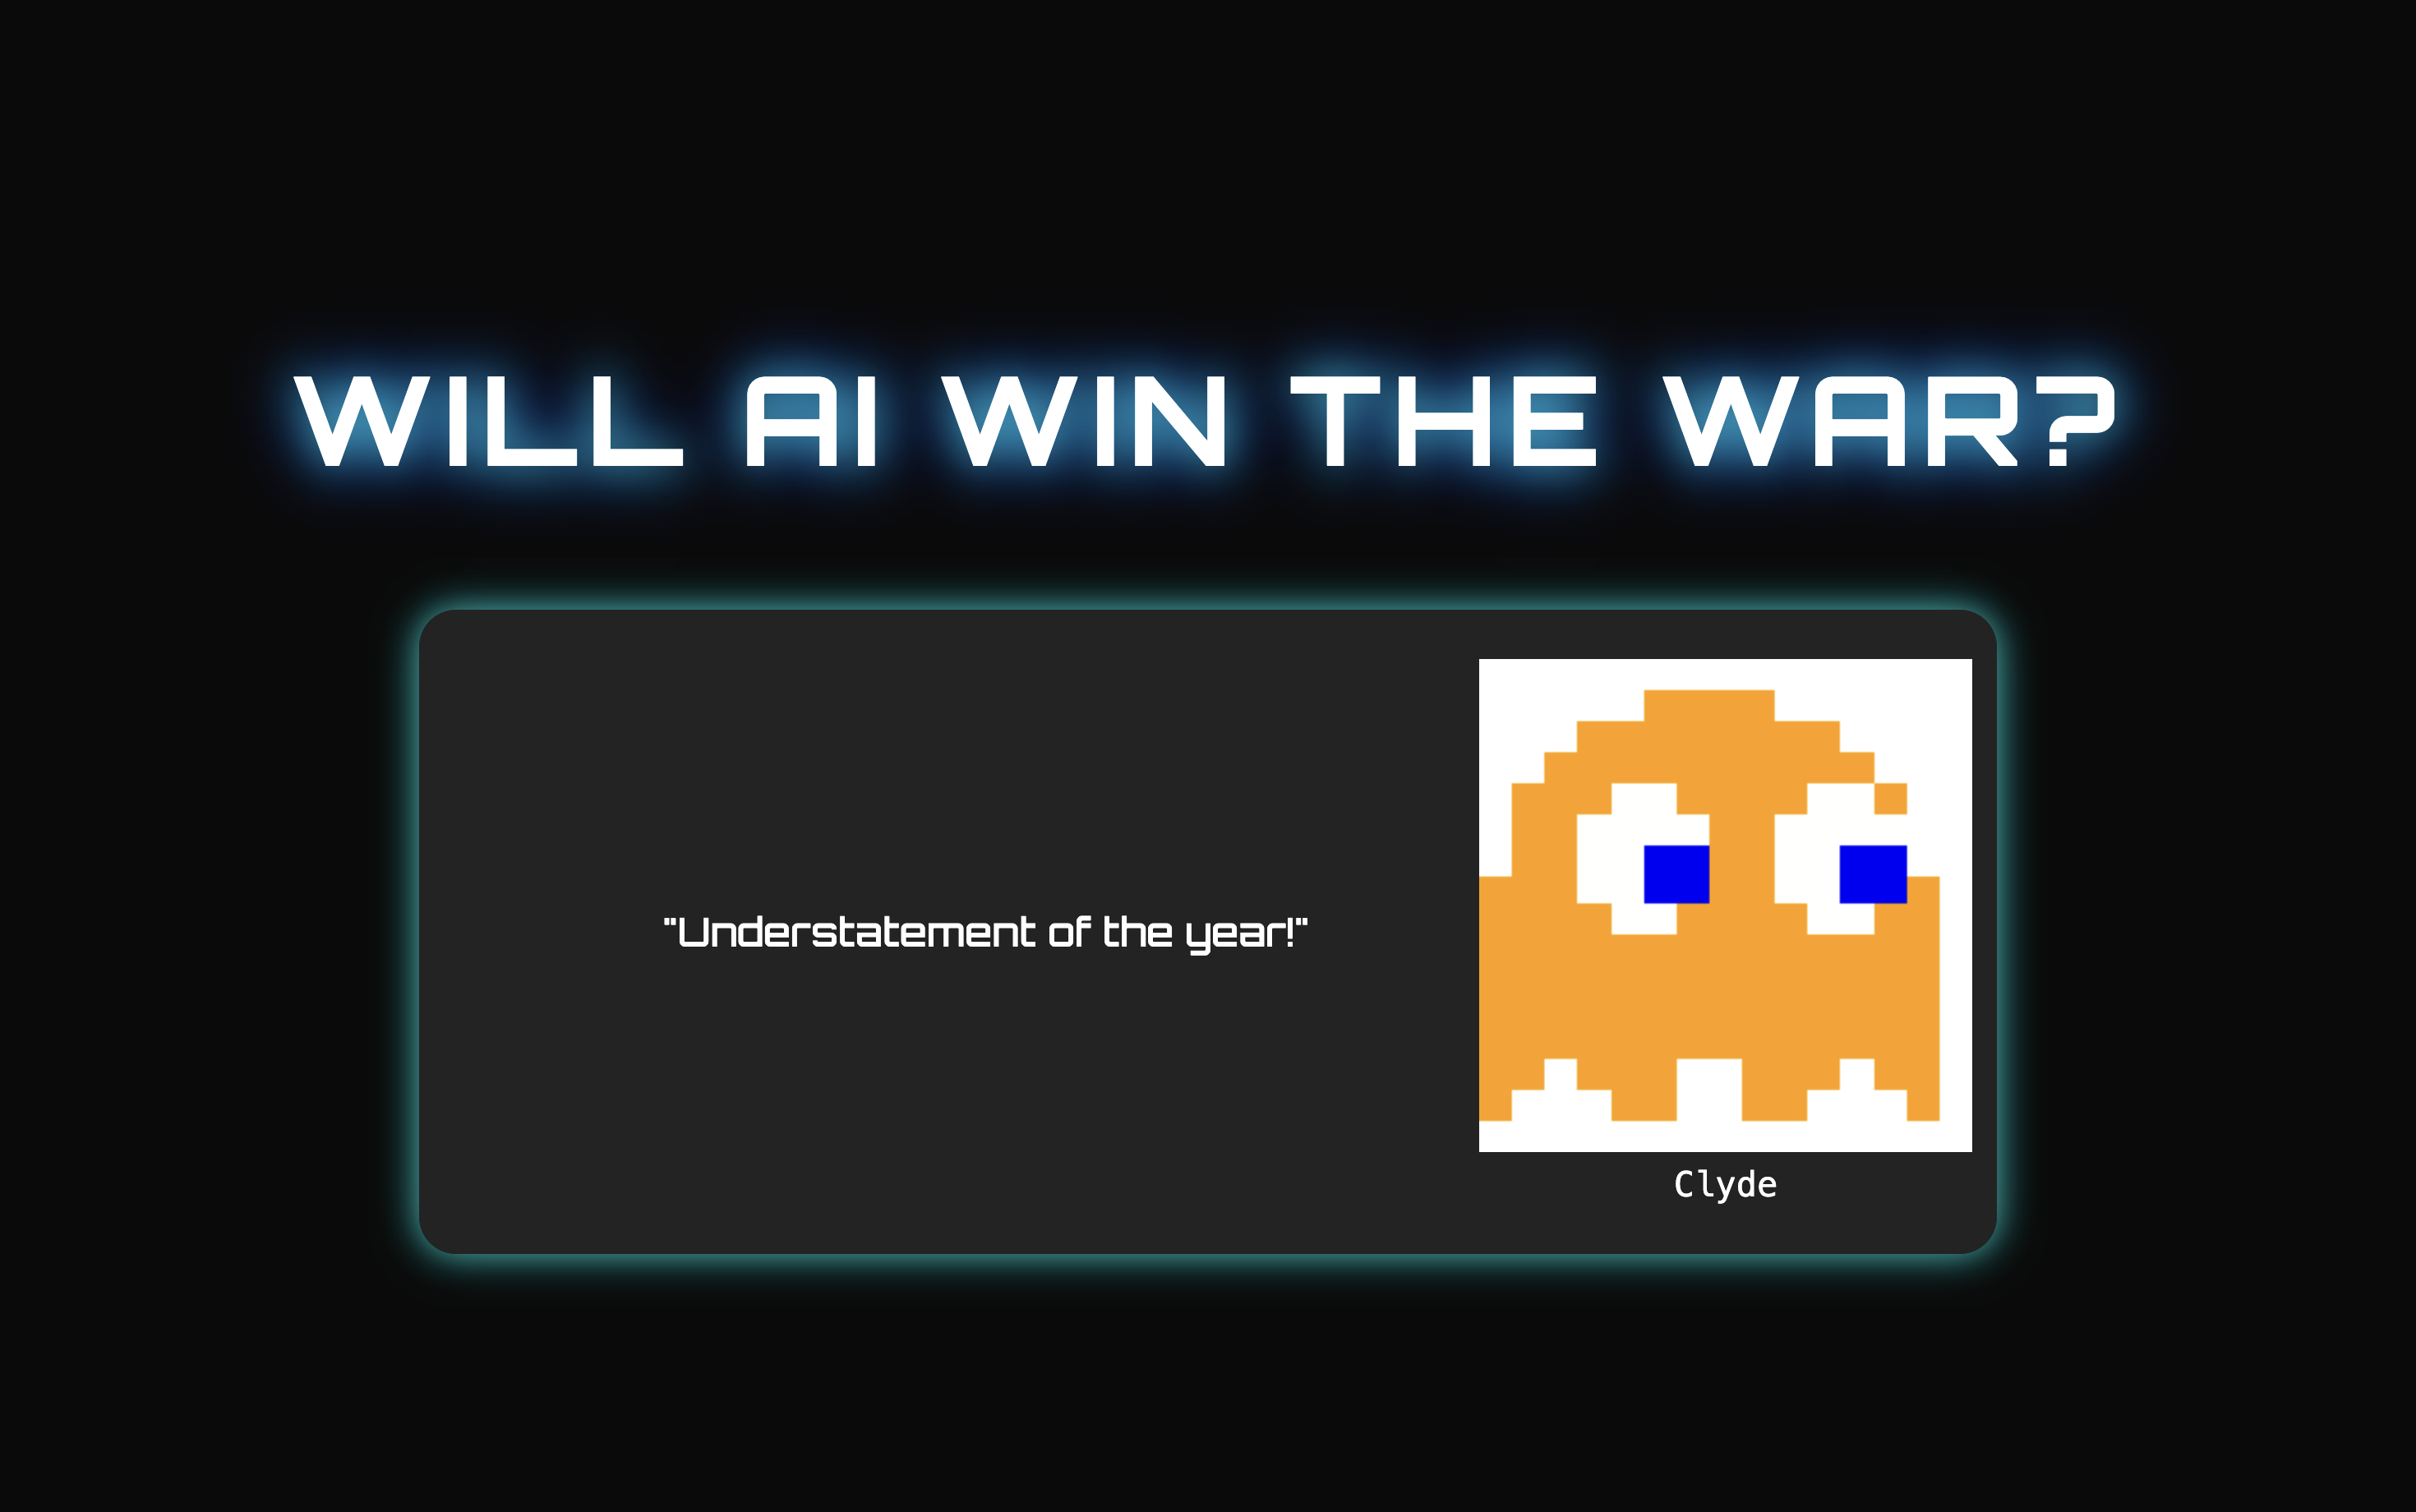 WILL AI WIN THE WAR?
"Understatement of the year!"
Clyde